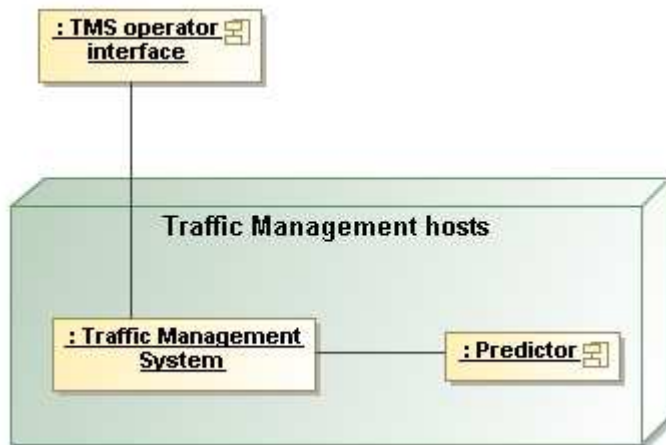 : TMS operator
interface
Traffic Management hosts
: Traffic Management
System
: Predictor